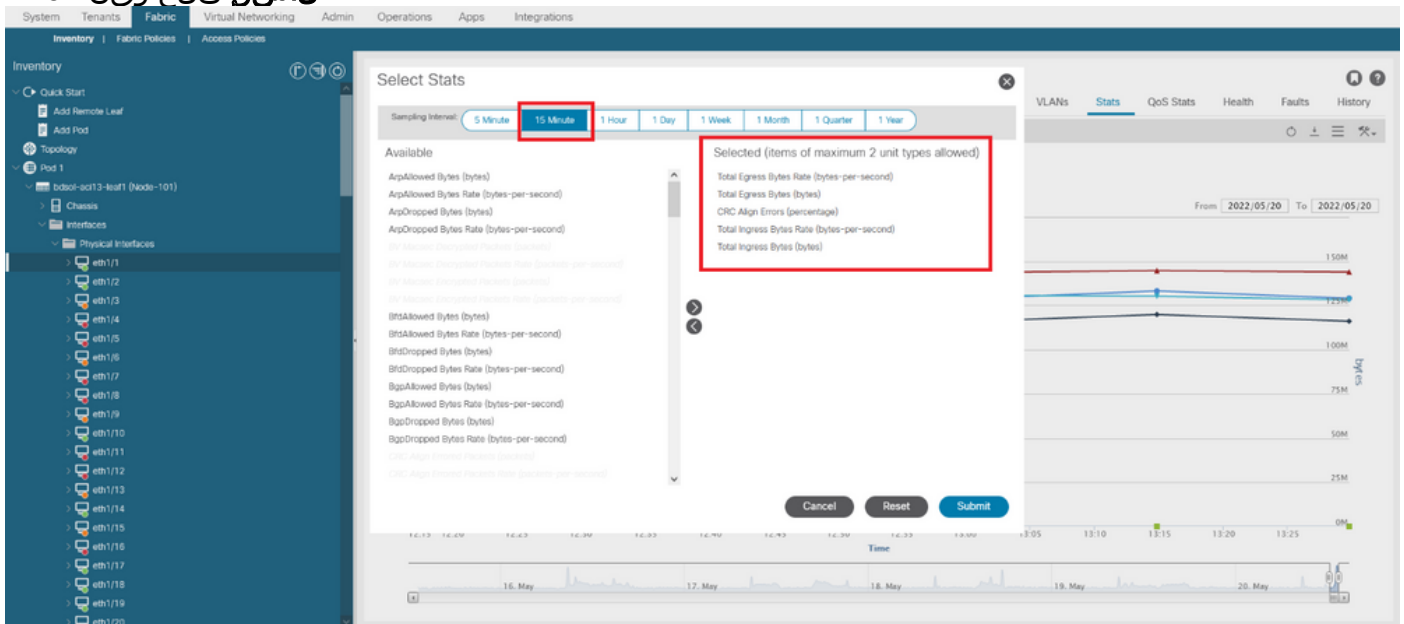 System Tenants Fabric Virtual Networking Admin Operations Apps Integrations
Inventory | Fabric Policies | Access Policies
Inventory
Quick Start
Add Remote Leaf
Add Pod
Topology
Pod 1
bdsol-aci13-leaf1 (Node-101)
Chassis
Interfaces
Physical Interfaces
eth1/1
eth1/2
eth1/3
eth1/4
eth1/5
eth1/6
eth1/7
eth1/8
eth1/9
eth1/10
eth1/11
eth1/12
eth1/13
eth1/14
eth1/15
eth1/16
eth1/17
eth1/18
eth1/19
eth1/20
Select Stats
Sampling Interval: 5 Minute 15 Minute 1 Hour 1 Day 1 Week 1 Month 1 Quarter 1 Year
Available
ArpAllowed Bytes (bytes)
ArpAllowed Bytes Rate (bytes-per-second)
ArpDropped Bytes (bytes)
ArpDropped Bytes Rate (bytes-per-second)
BfdAllowed Bytes (bytes)
BfdAllowed Bytes Rate (bytes-per-second)
BfdDropped Bytes (bytes)
BfdDropped Bytes Rate (bytes-per-second)
BgpAllowed Bytes (bytes)
BgpAllowed Bytes Rate (bytes-per-second)
BgpDropped Bytes (bytes)
BgpDropped Bytes Rate (bytes-per-second)
Selected (items of maximum 2 unit types allowed)
Total Egress Bytes Rate (bytes-per-second)
Total Egress Bytes (bytes)
CRC Align Errors (percentage)
Total Ingress Bytes Rate (bytes-per-second)
Total Ingress Bytes (bytes)
Cancel Reset Submit
VLANs Stats QoS Stats Health Faults History
From 2022/05/20 To 2022/05/20
150M
125M
100M
bytes
75M
50M
25M
0M
13:05 13:10 13:15 13:20 13:25
Time
16. May 17. May 18. May 19. May 20. May